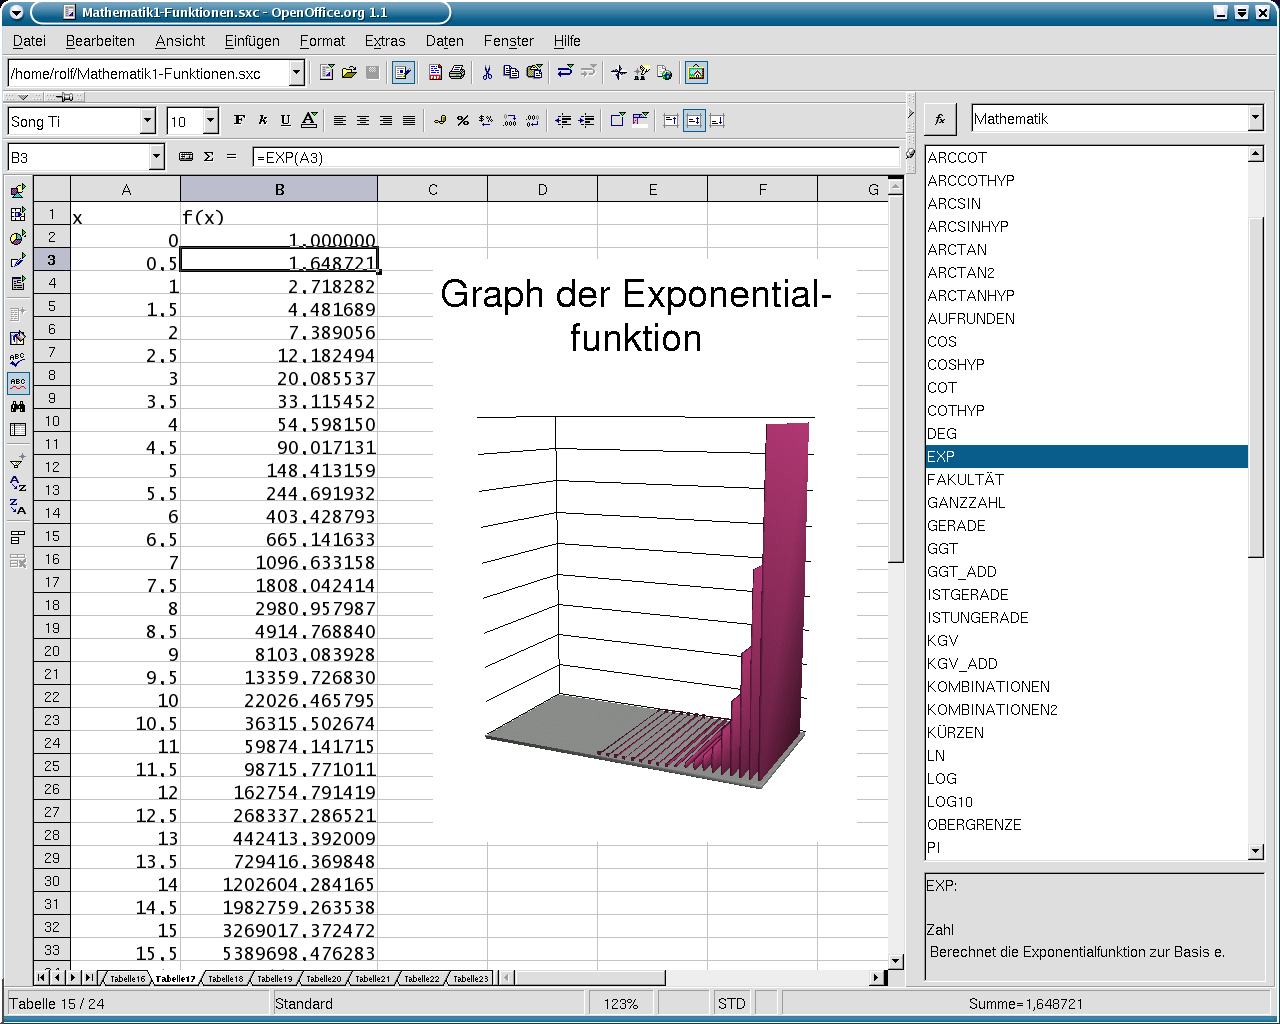 Mathematik1-Funktionen.sxc - OpenOffice.org 1.1
Datei Bearbeiten Ansicht Einfügen Format Extras Daten Fenster Hilfe
/home/rolf/Mathematik1-Funktionen.sxc
Song Ti 10 F k U A
B3 Σ = =EXP(A3)
A B C D E F G
1 x f(x)
2 0 1.000000
3 0.5 1.648721
4 1 2.718282
5 1.5 4.481689
6 2 7.389056
7 2.5 12.182494
8 3 20.085537
9 3.5 33.115452
10 4 54.598150
11 4.5 90.017131
12 5 148.413159
13 5.5 244.691932
14 6 403.428793
15 6.5 665.141633
16 7 1096.633158
17 7.5 1808.042414
18 8 2980.957987
19 8.5 4914.768840
20 9 8103.083928
21 9.5 13359.726830
22 10 22026.465795
23 10.5 36315.502674
24 11 59874.141715
25 11.5 98715.771011
26 12 162754.791419
27 12.5 268337.286521
28 13 442413.392009
29 13.5 729416.369848
30 14 1202604.284165
31 14.5 1982759.263538
32 15 3269017.372472
33 15.5 5389698.476283
Graph der Exponential-
funktion
Tabelle16 Tabelle17 Tabelle18 Tabelle19 Tabelle20 Tabelle21 Tabelle22 Tabelle23
fx Mathematik
ARCCOT
ARCCOTHYP
ARCSIN
ARCSINHYP
ARCTAN
ARCTAN2
ARCTANHYP
AUFRUNDEN
COS
COSHYP
COT
COTHYP
DEG
EXP
FAKULTÄT
GANZZAHL
GERADE
GGT
GGT_ADD
ISTGERADE
ISTUNGERADE
KGV
KGV_ADD
KOMBINATIONEN
KOMBINATIONEN2
KÜRZEN
LN
LOG
LOG10
OBERGRENZE
PI
EXP:
Zahl
Berechnet die Exponentialfunktion zur Basis e.
Tabelle 15 / 24 Standard 123% STD Summe=1,648721